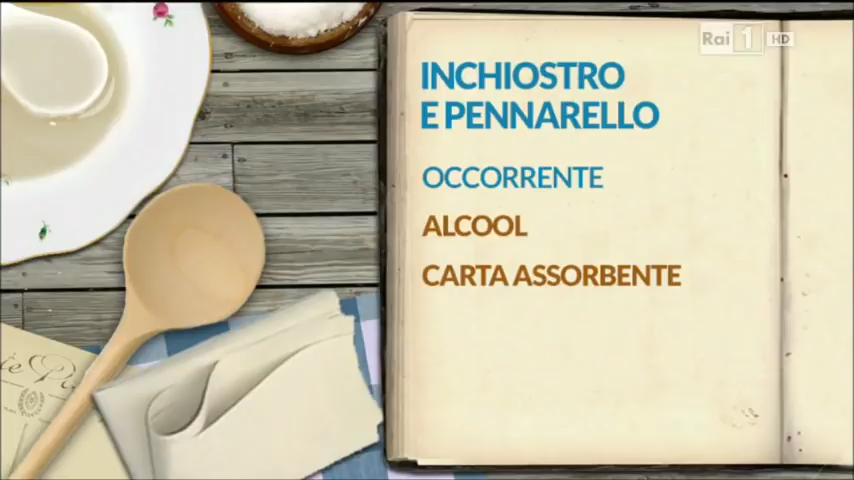 Rai 1 HD
INCHIOSTRO
E PENNARELLO
OCCORRENTE
ALCOOL
CARTA ASSORBENTE